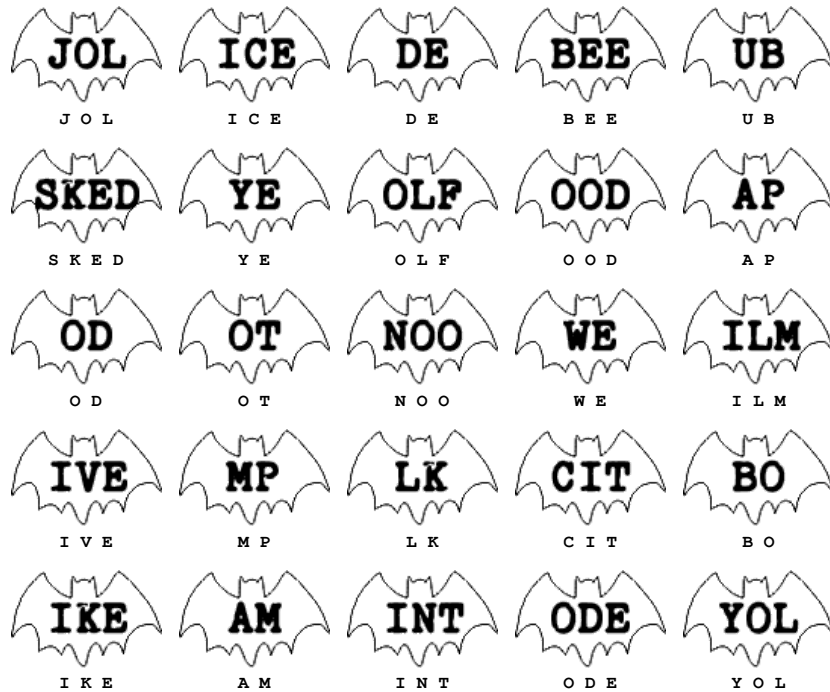 JOL ICE DE BEE UB
J O L I C E D E B E E U B
SKED YE OLF OOD AP
S K E D Y E O L F O O D A P
OD OT NOO WE ILM
O D O T N O O W E I L M
IVE MP LK CIT BO
I V E M P L K C I T B O
IKE AM INT ODE YOL
I K E A M I N T O D E Y O L